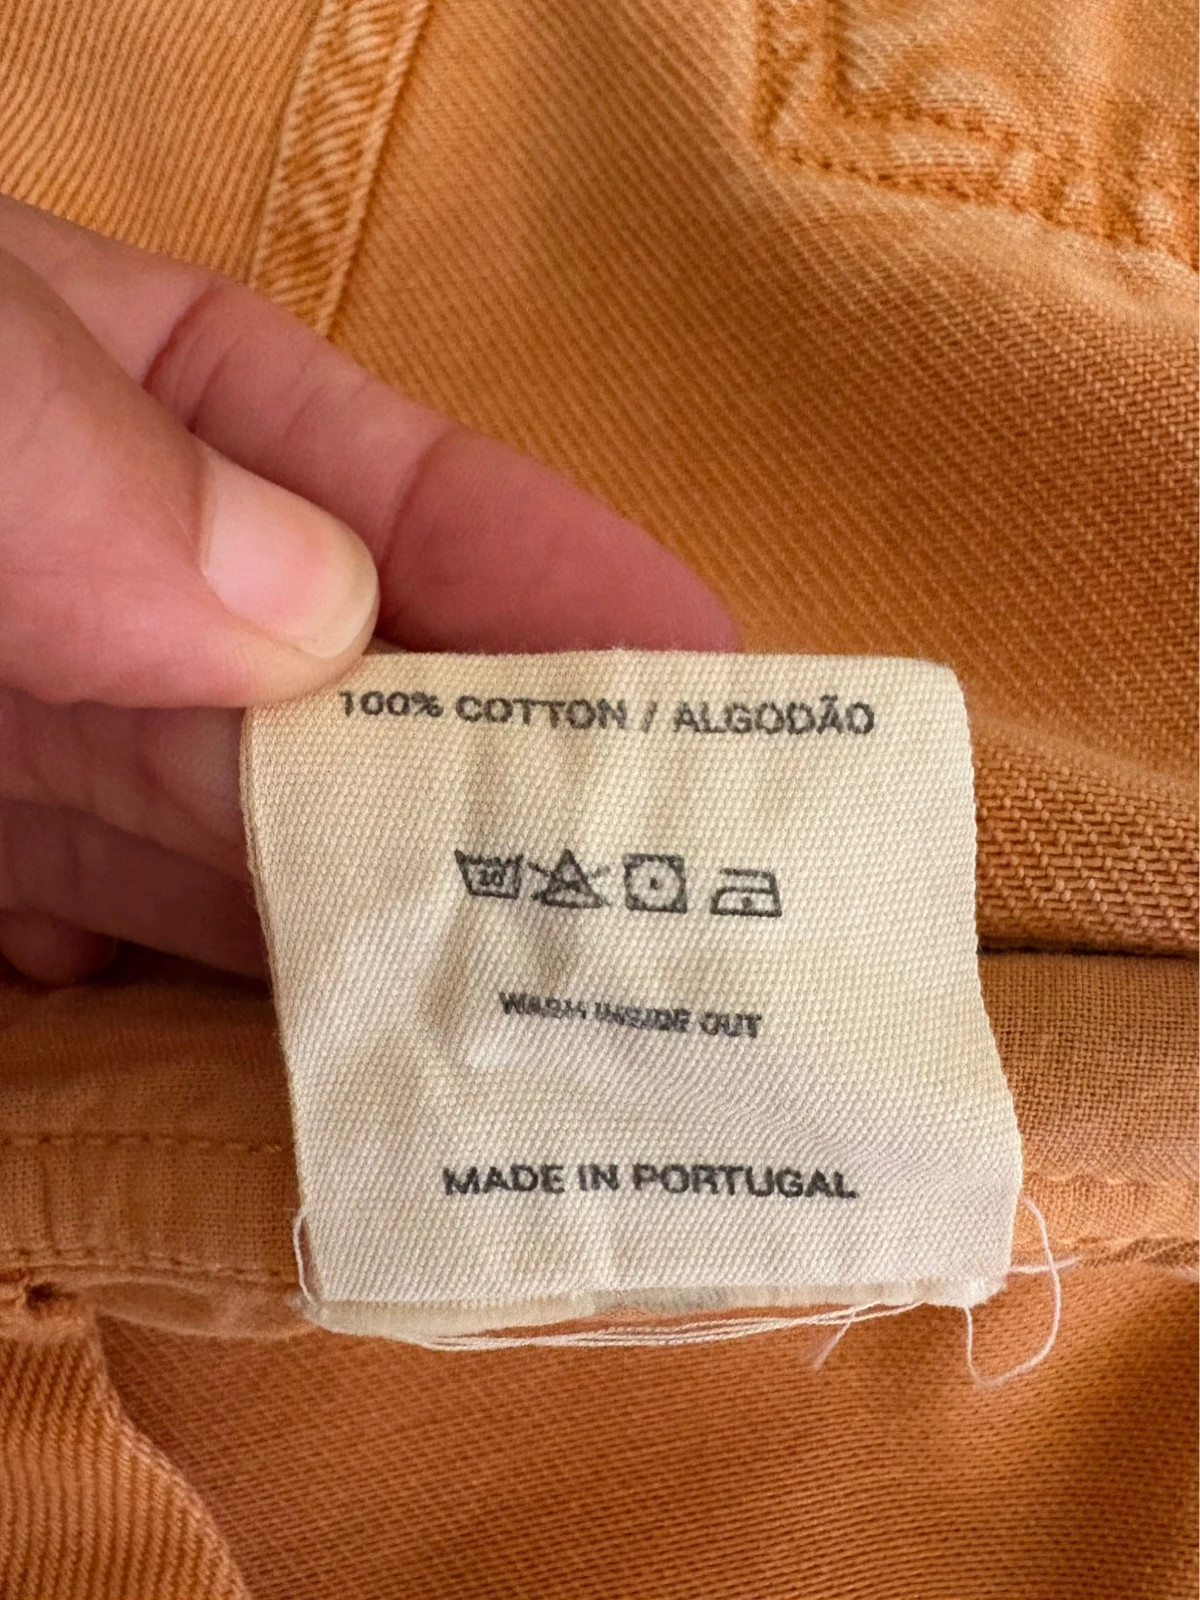 100% COTTON / ALGODÃO
WASH INSIDE OUT
MADE IN PORTUGAL